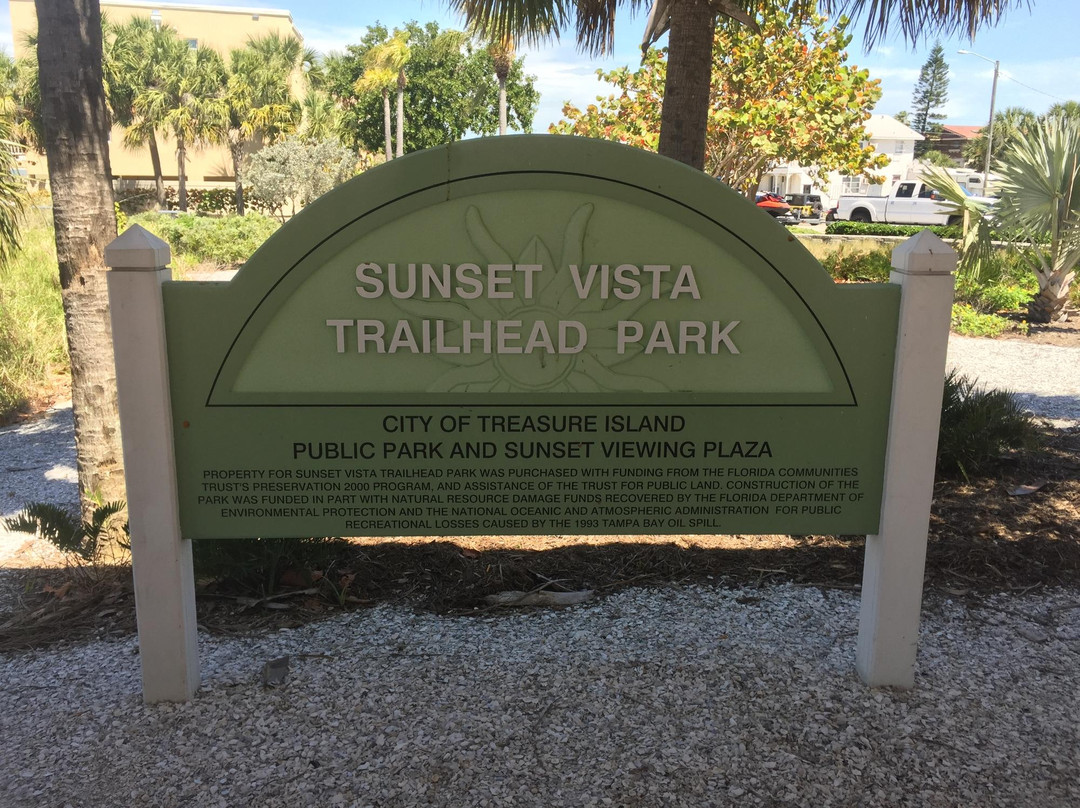 SUNSET VISTA
TRAILHEAD PARK
CITY OF TREASURE ISLAND
PUBLIC PARK AND SUNSET VIEWING PLAZA
PROPERTY FOR SUNSET VISTA TRAILHEAD PARK WAS PURCHASED WITH FUNDING FROM THE FLORIDA COMMUNITIES
TRUST'S PRESERVATION 2000 PROGRAM, AND ASSISTANCE OF THE TRUST FOR PUBLIC LAND. CONSTRUCTION OF THE
PARK WAS FUNDED IN PART WITH NATURAL RESOURCE DAMAGE FUNDS RECOVERED BY THE FLORIDA DEPARTMENT OF
ENVIRONMENTAL PROTECTION AND THE NATIONAL OCEANIC AND ATMOSPHERIC ADMINISTRATION FOR PUBLIC
RECREATIONAL LOSSES CAUSED BY THE 1993 TAMPA BAY OIL SPILL.